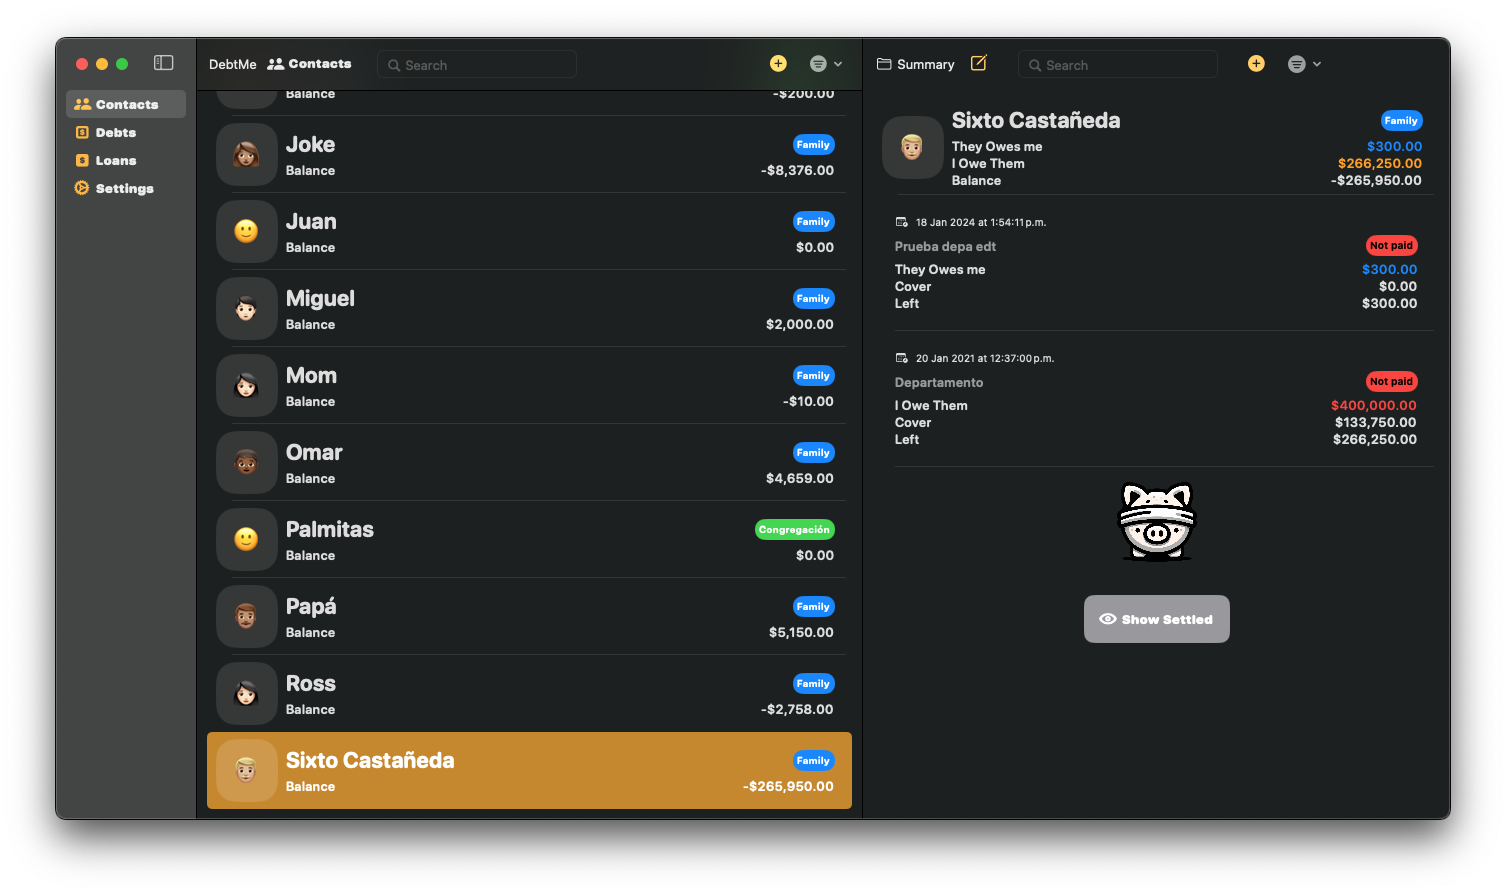 DebtMe Contacts Search
Contacts
Debts
Loans
Settings
Balance -$200.00
Joke Family
Balance -$8,376.00
Juan Family
Balance $0.00
Miguel Family
Balance $2,000.00
Mom Family
Balance -$10.00
Omar Family
Balance $4,659.00
Palmitas Congregación
Balance $0.00
Papá Family
Balance $5,150.00
Ross Family
Balance -$2,758.00
Sixto Castañeda Family
Balance -$265,950.00
Summary Search
Sixto Castañeda Family
They Owes me $300.00
I Owe Them $266,250.00
Balance -$265,950.00
18 Jan 2024 at 1:54:11 p.m.
Prueba depa edt Not paid
They Owes me $300.00
Cover $0.00
Left $300.00
20 Jan 2021 at 12:37:00 p.m.
Departamento Not paid
I Owe Them $400,000.00
Cover $133,750.00
Left $266,250.00
Show Settled